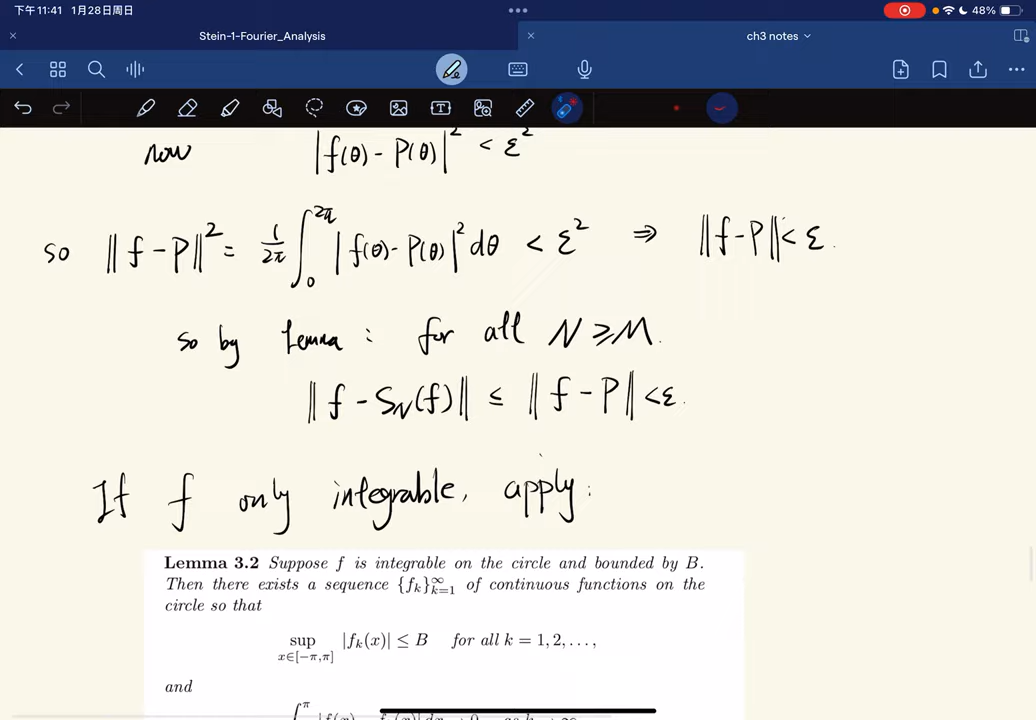 下午11:41 1月28日周日
48%
Stein-1-Fourier_Analysis
ch3 notes
now |f(θ) - P(θ)|² < ε²
so ‖f - P‖² = 1/2π ∫₀^2π |f(θ) - P(θ)|² dθ < ε² ⇒ ‖f - P‖ < ε.
so by Lemma : for all N ≥ M.
‖f - S_N(f)‖ ≤ ‖f - P‖ < ε.
If f only integrable, apply:
Lemma 3.2 Suppose f is integrable on the circle and bounded by B.
Then there exists a sequence {f_k}_{k=1}^∞ of continuous functions on the
circle so that
sup_{x∈[-π,π]} |f_k(x)| ≤ B for all k = 1, 2, . . . ,
and